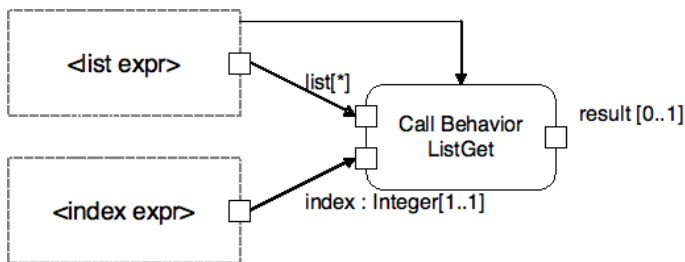 <list expr>
list[*]
Call Behavior
ListGet
result [0..1]
<index expr>
index : Integer[1..1]